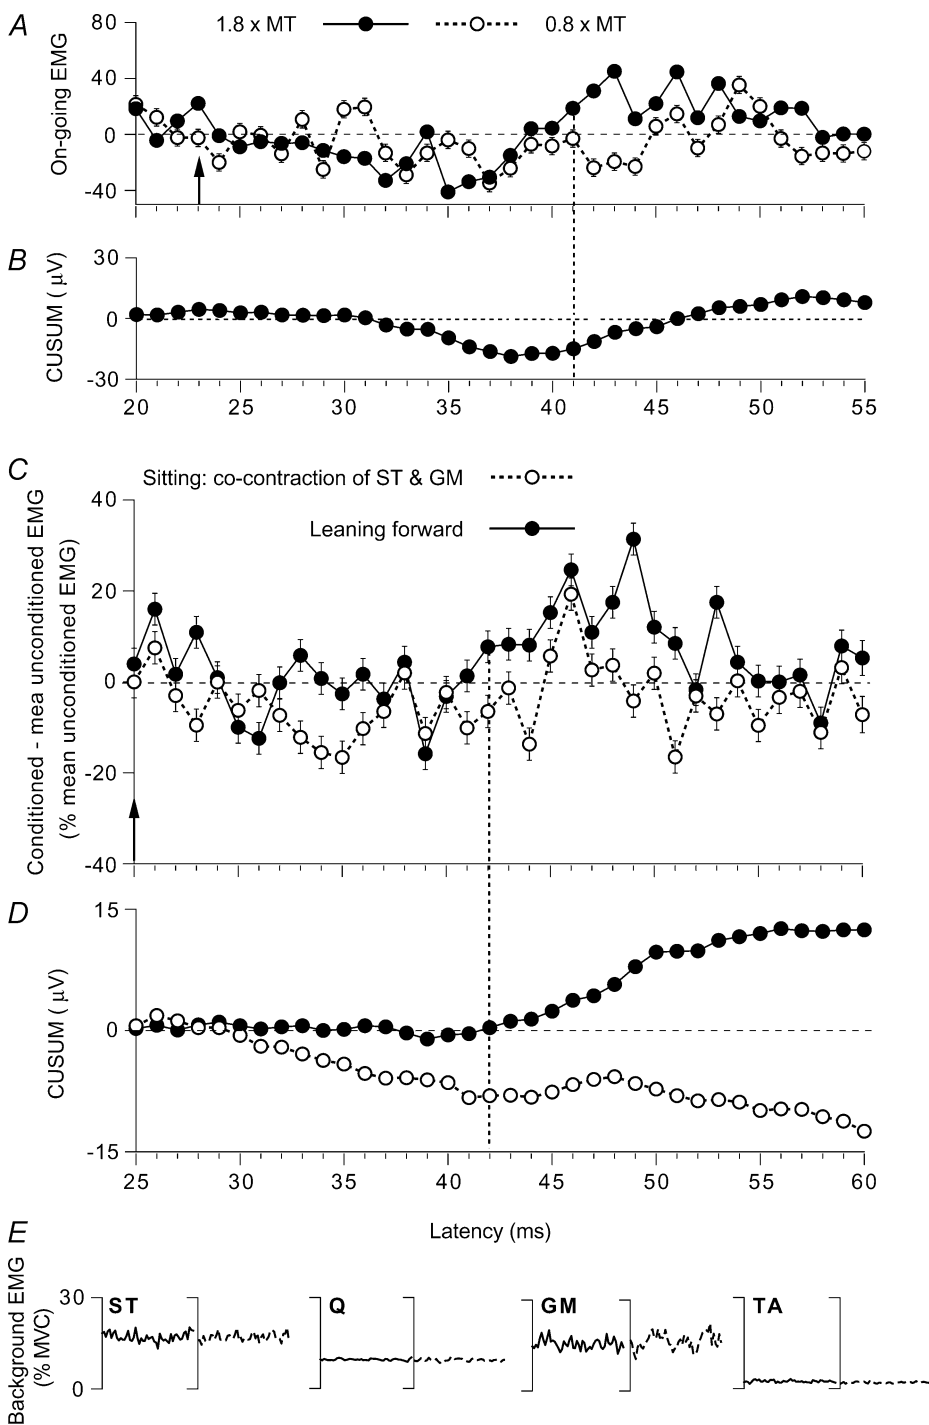 A
1.8 x MT
0.8 x MT
On-going EMG
80
40
0
-40
B
CUSUM ( μV)
30
0
-30
20 25 30 35 40 45 50 55
C
Sitting: co-contraction of ST & GM
Leaning forward
Conditioned - mea unconditioned EMG
(% mean unconditioned EMG)
40
20
0
-20
-40
D
CUSUM ( μV)
15
0
-15
25 30 35 40 45 50 55 60
Latency (ms)
E
Background EMG
(% MVC)
30
0
ST Q GM TA